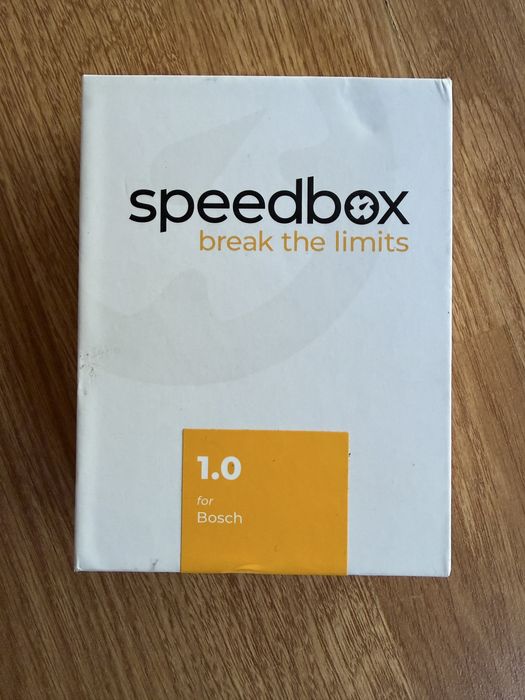 speedbox
break the limits
1.0
for
Bosch